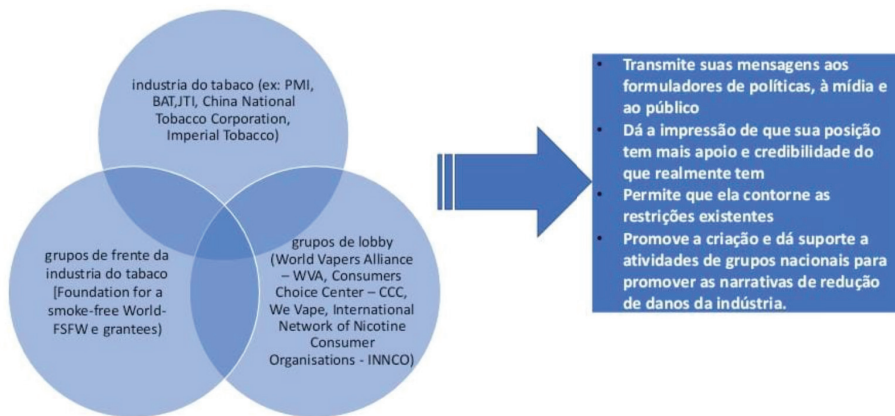 industria do tabaco (ex: PMI,
BAT,JTI, China National
Tobacco Corporation,
Imperial Tobacco)
grupos de frente da
industria do tabaco
[Foundation for a
smoke-free World-
FSFW e grantees)
grupos de lobby
(World Vapers Alliance
– WVA, Consumers
Choice Center – CCC,
We Vape, International
Network of Nicotine
Consumer
Organisations - INNCO)
• Transmite suas mensagens aos
formuladores de políticas, à mídia e
ao público
• Dá a impressão de que sua posição
tem mais apoio e credibilidade do
que realmente tem
• Permite que ela contorne as
restrições existentes
• Promove a criação e dá suporte a
atividades de grupos nacionais para
promover as narrativas de redução
de danos da indústria.